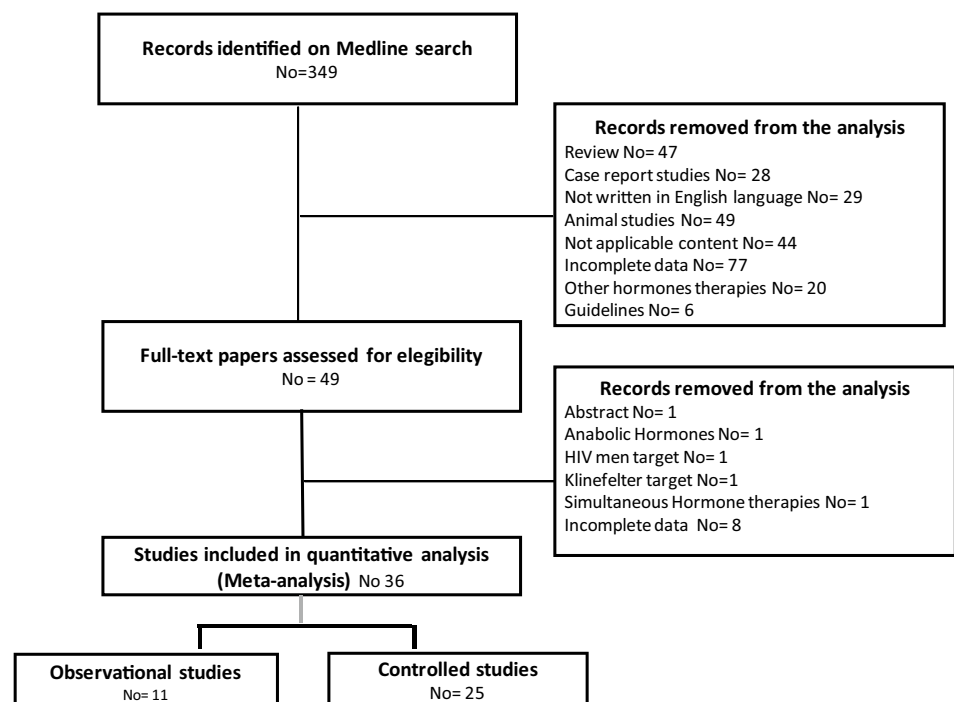 Records identified on Medline search
No=349
Records removed from the analysis
Review No= 47
Case report studies No= 28
Not written in English language No= 29
Animal studies No= 49
Not applicable content No= 44
Incomplete data No= 77
Other hormones therapies No= 20
Guidelines No= 6
Full-text papers assessed for elegibility
No = 49
Records removed from the analysis
Abstract No= 1
Anabolic Hormones No= 1
HIV men target No= 1
Klinefelter target No=1
Simultaneous Hormone therapies No= 1
Incomplete data No= 8
Studies included in quantitative analysis
(Meta-analysis) No 36
Observational studies
No= 11
Controlled studies
No= 25